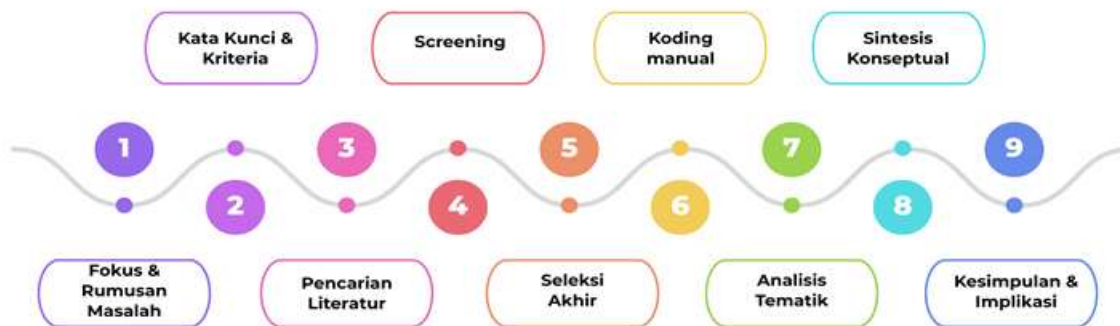 Kata Kunci &
Kriteria
Screening
Koding
manual
Sintesis
Konseptual
1
3
5
7
9
2
4
6
8
Fokus &
Rumusan
Masalah
Pencarian
Literatur
Seleksi
Akhir
Analisis
Tematik
Kesimpulan &
Implikasi